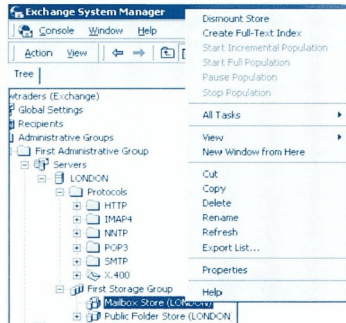 Exchange System Manager
Console Window Help
Action View
Tree
wtraders (Exchange)
Global Settings
Recipients
Administrative Groups
First Administrative Group
Servers
LONDON
Protocols
HTTP
IMAP4
NNTP
POP3
SMTP
X.400
First Storage Group
Mailbox Store (LONDON)
Public Folder Store (LONDON
Dismount Store
Create Full-Text Index
Start Incremental Population
Start Full Population
Pause Population
Stop Population
All Tasks
View
New Window from Here
Cut
Copy
Delete
Rename
Refresh
Export List...
Properties
Help